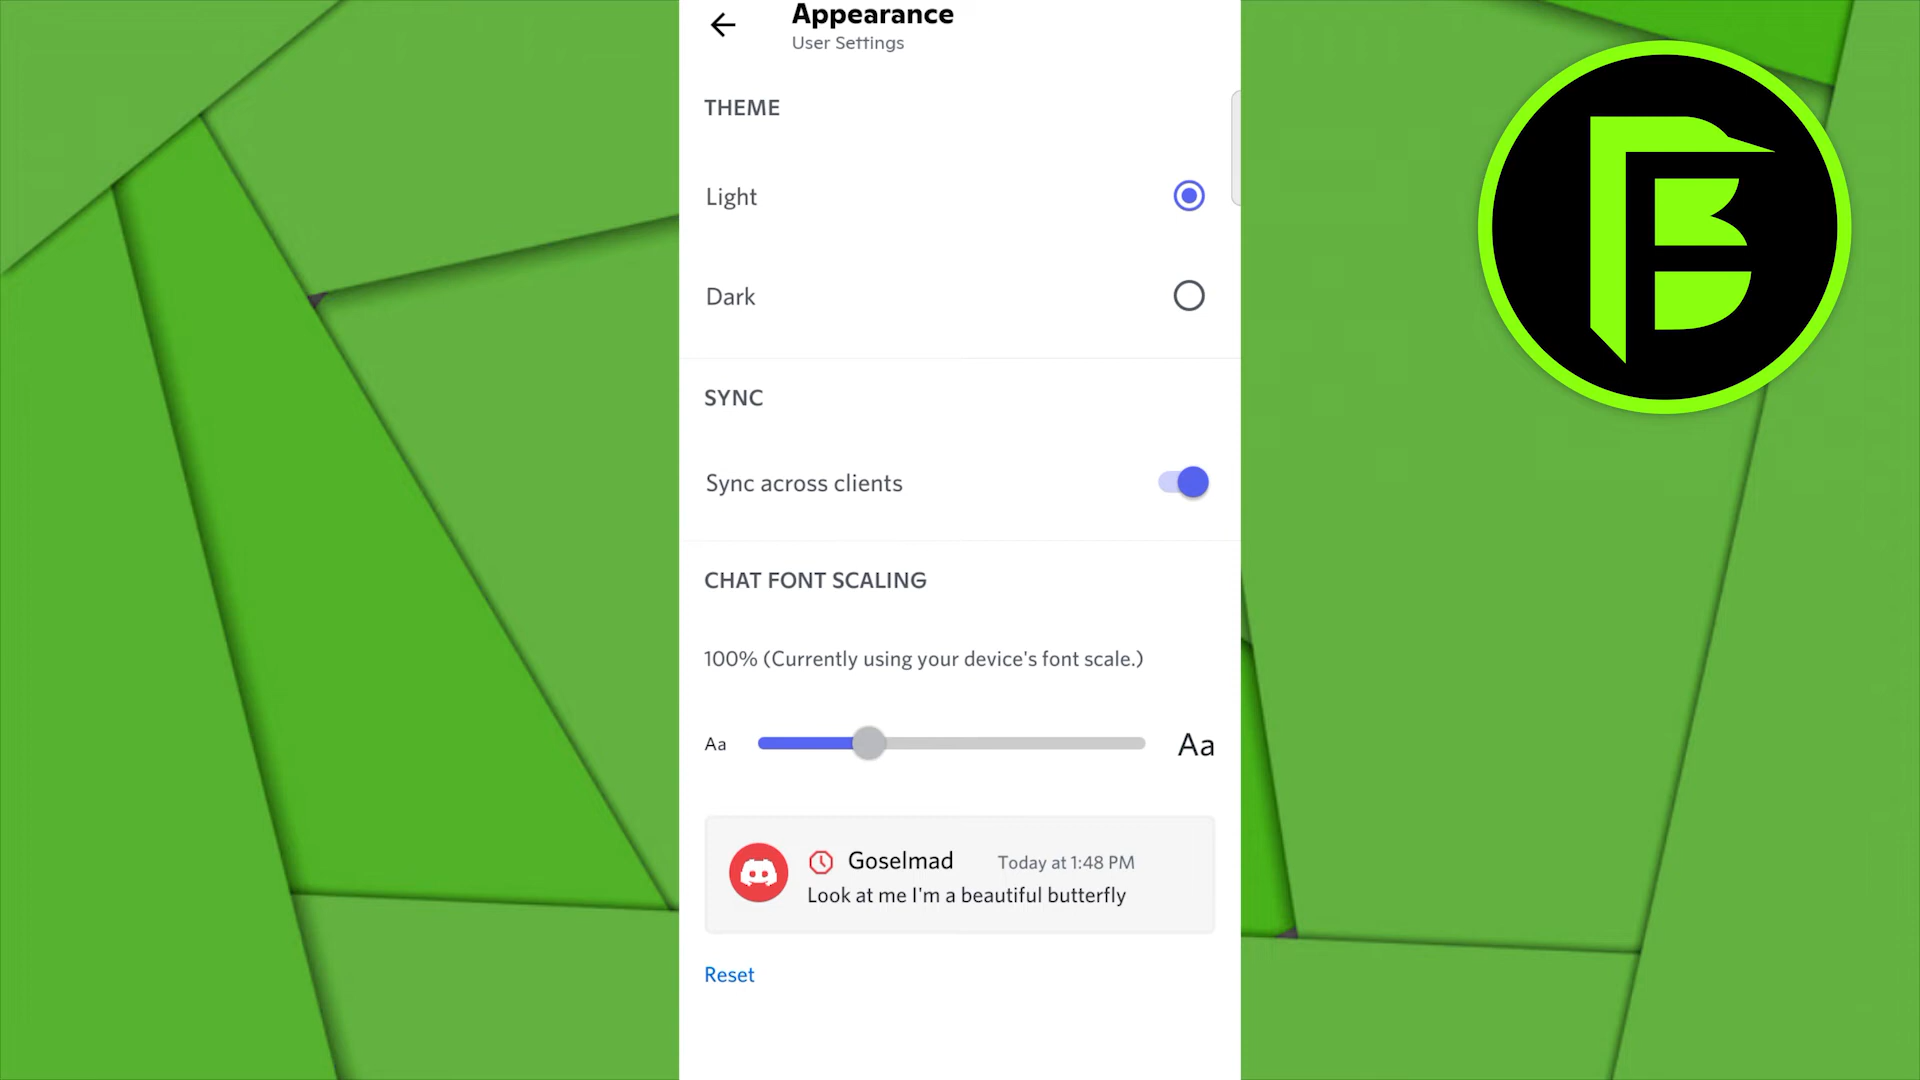 Appearance
User Settings
THEME
Light
Dark
SYNC
Sync across clients
CHAT FONT SCALING
100% (Currently using your device's font scale.)
Aa Aa
Goselmad Today at 1:48 PM
Look at me I'm a beautiful butterfly
Reset